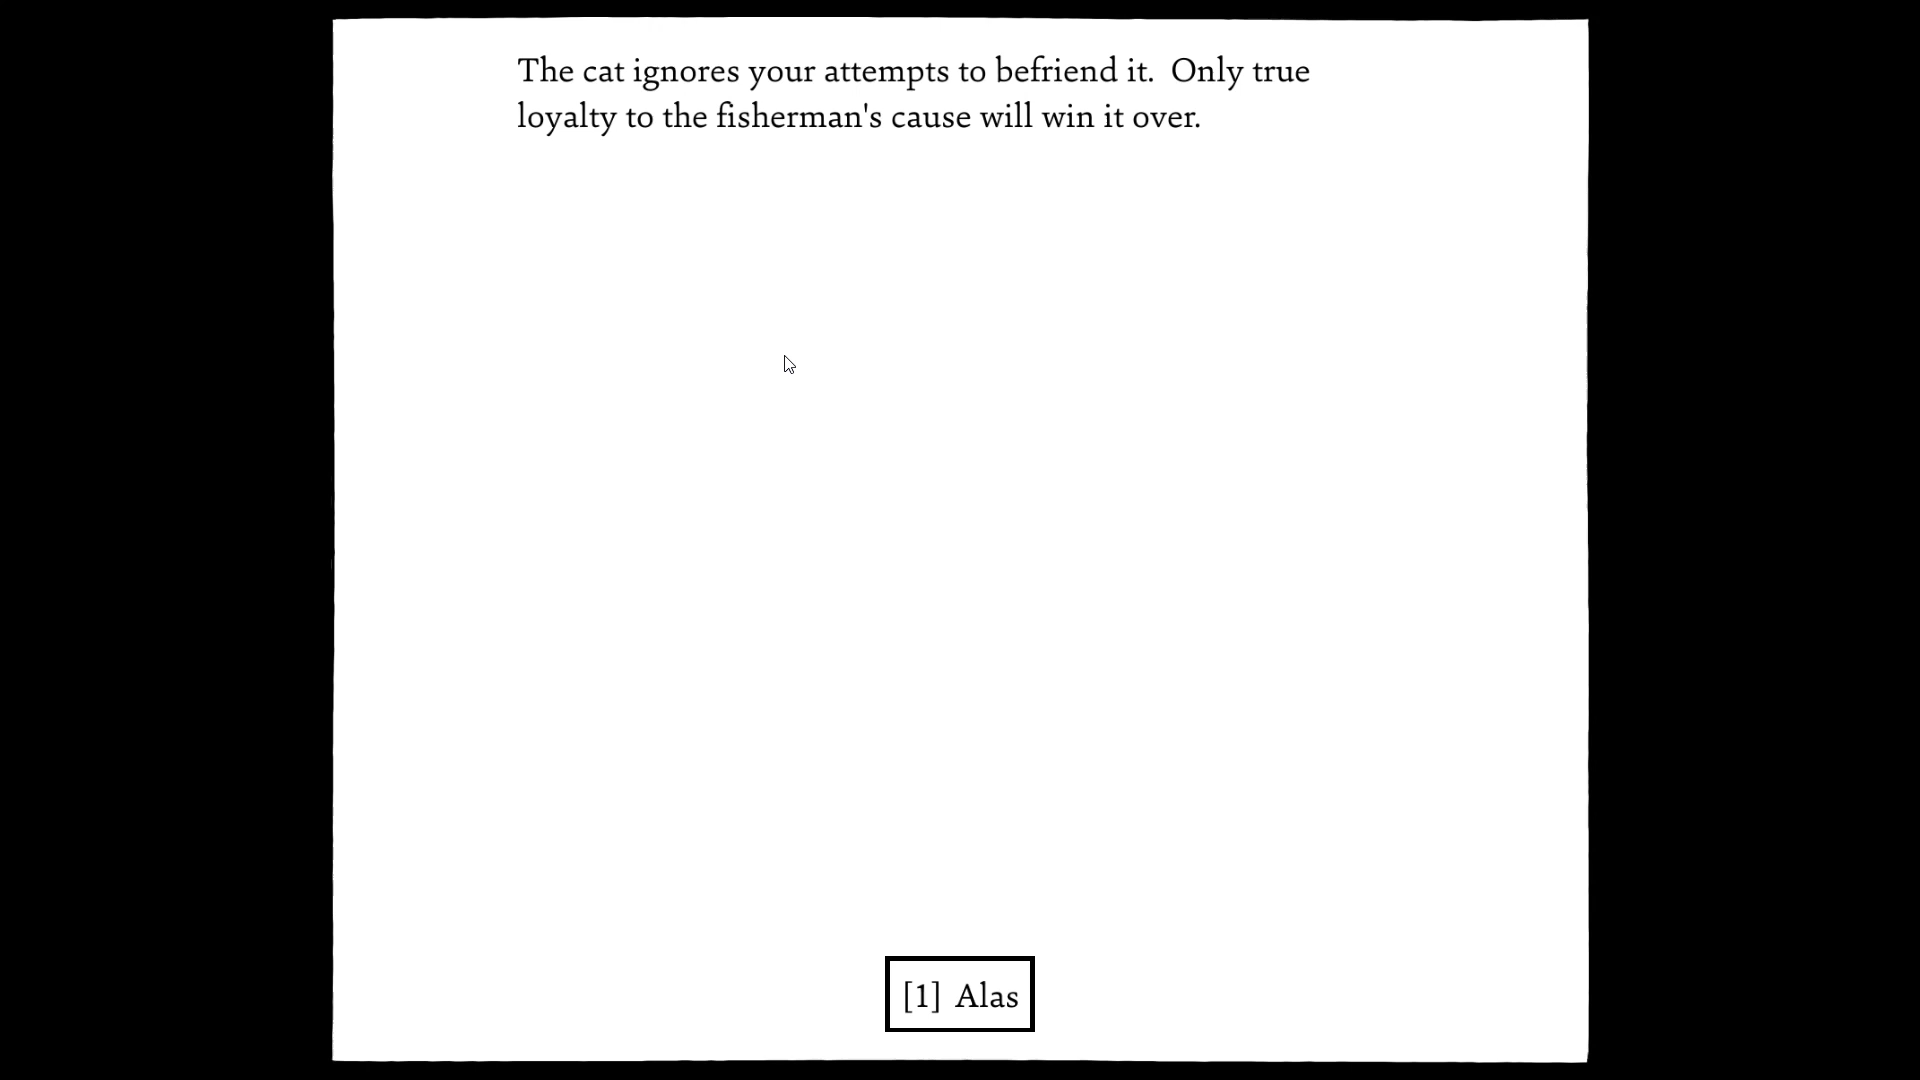 The cat ignores your attempts to befriend it.  Only true
loyalty to the fisherman's cause will win it over.
[1] Alas